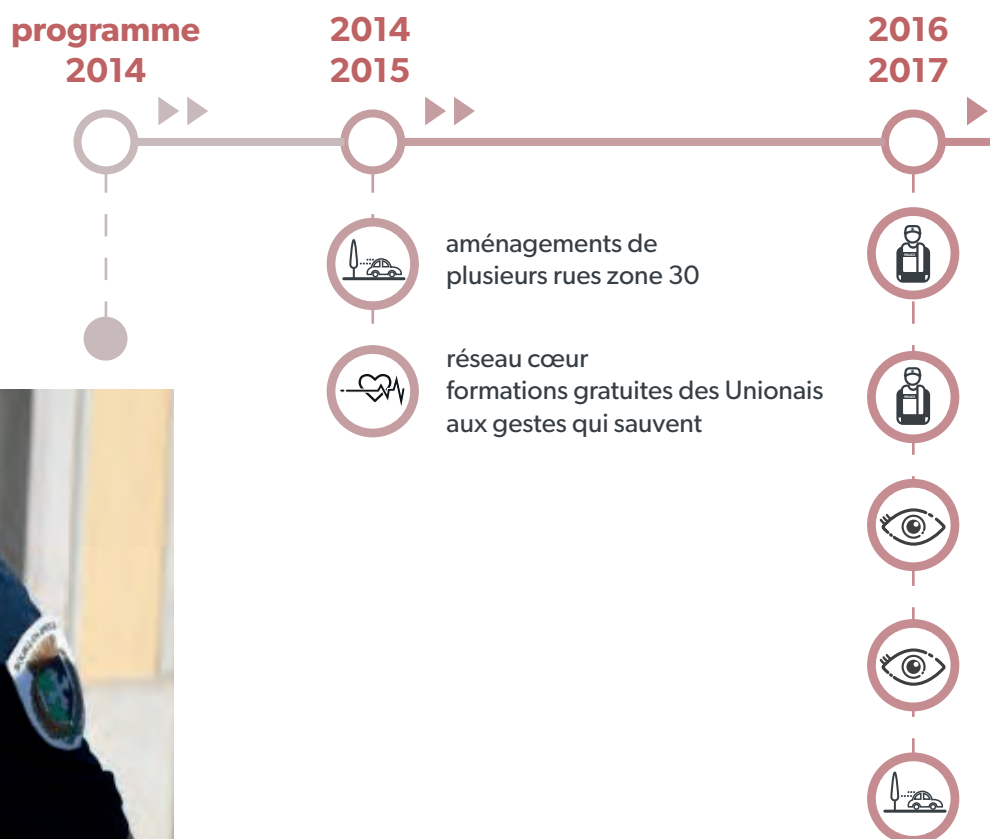 programme
2014
2014
2015
2016
2017
aménagements de
plusieurs rues zone 30
réseau cœur
formations gratuites des Unionais
aux gestes qui sauvent